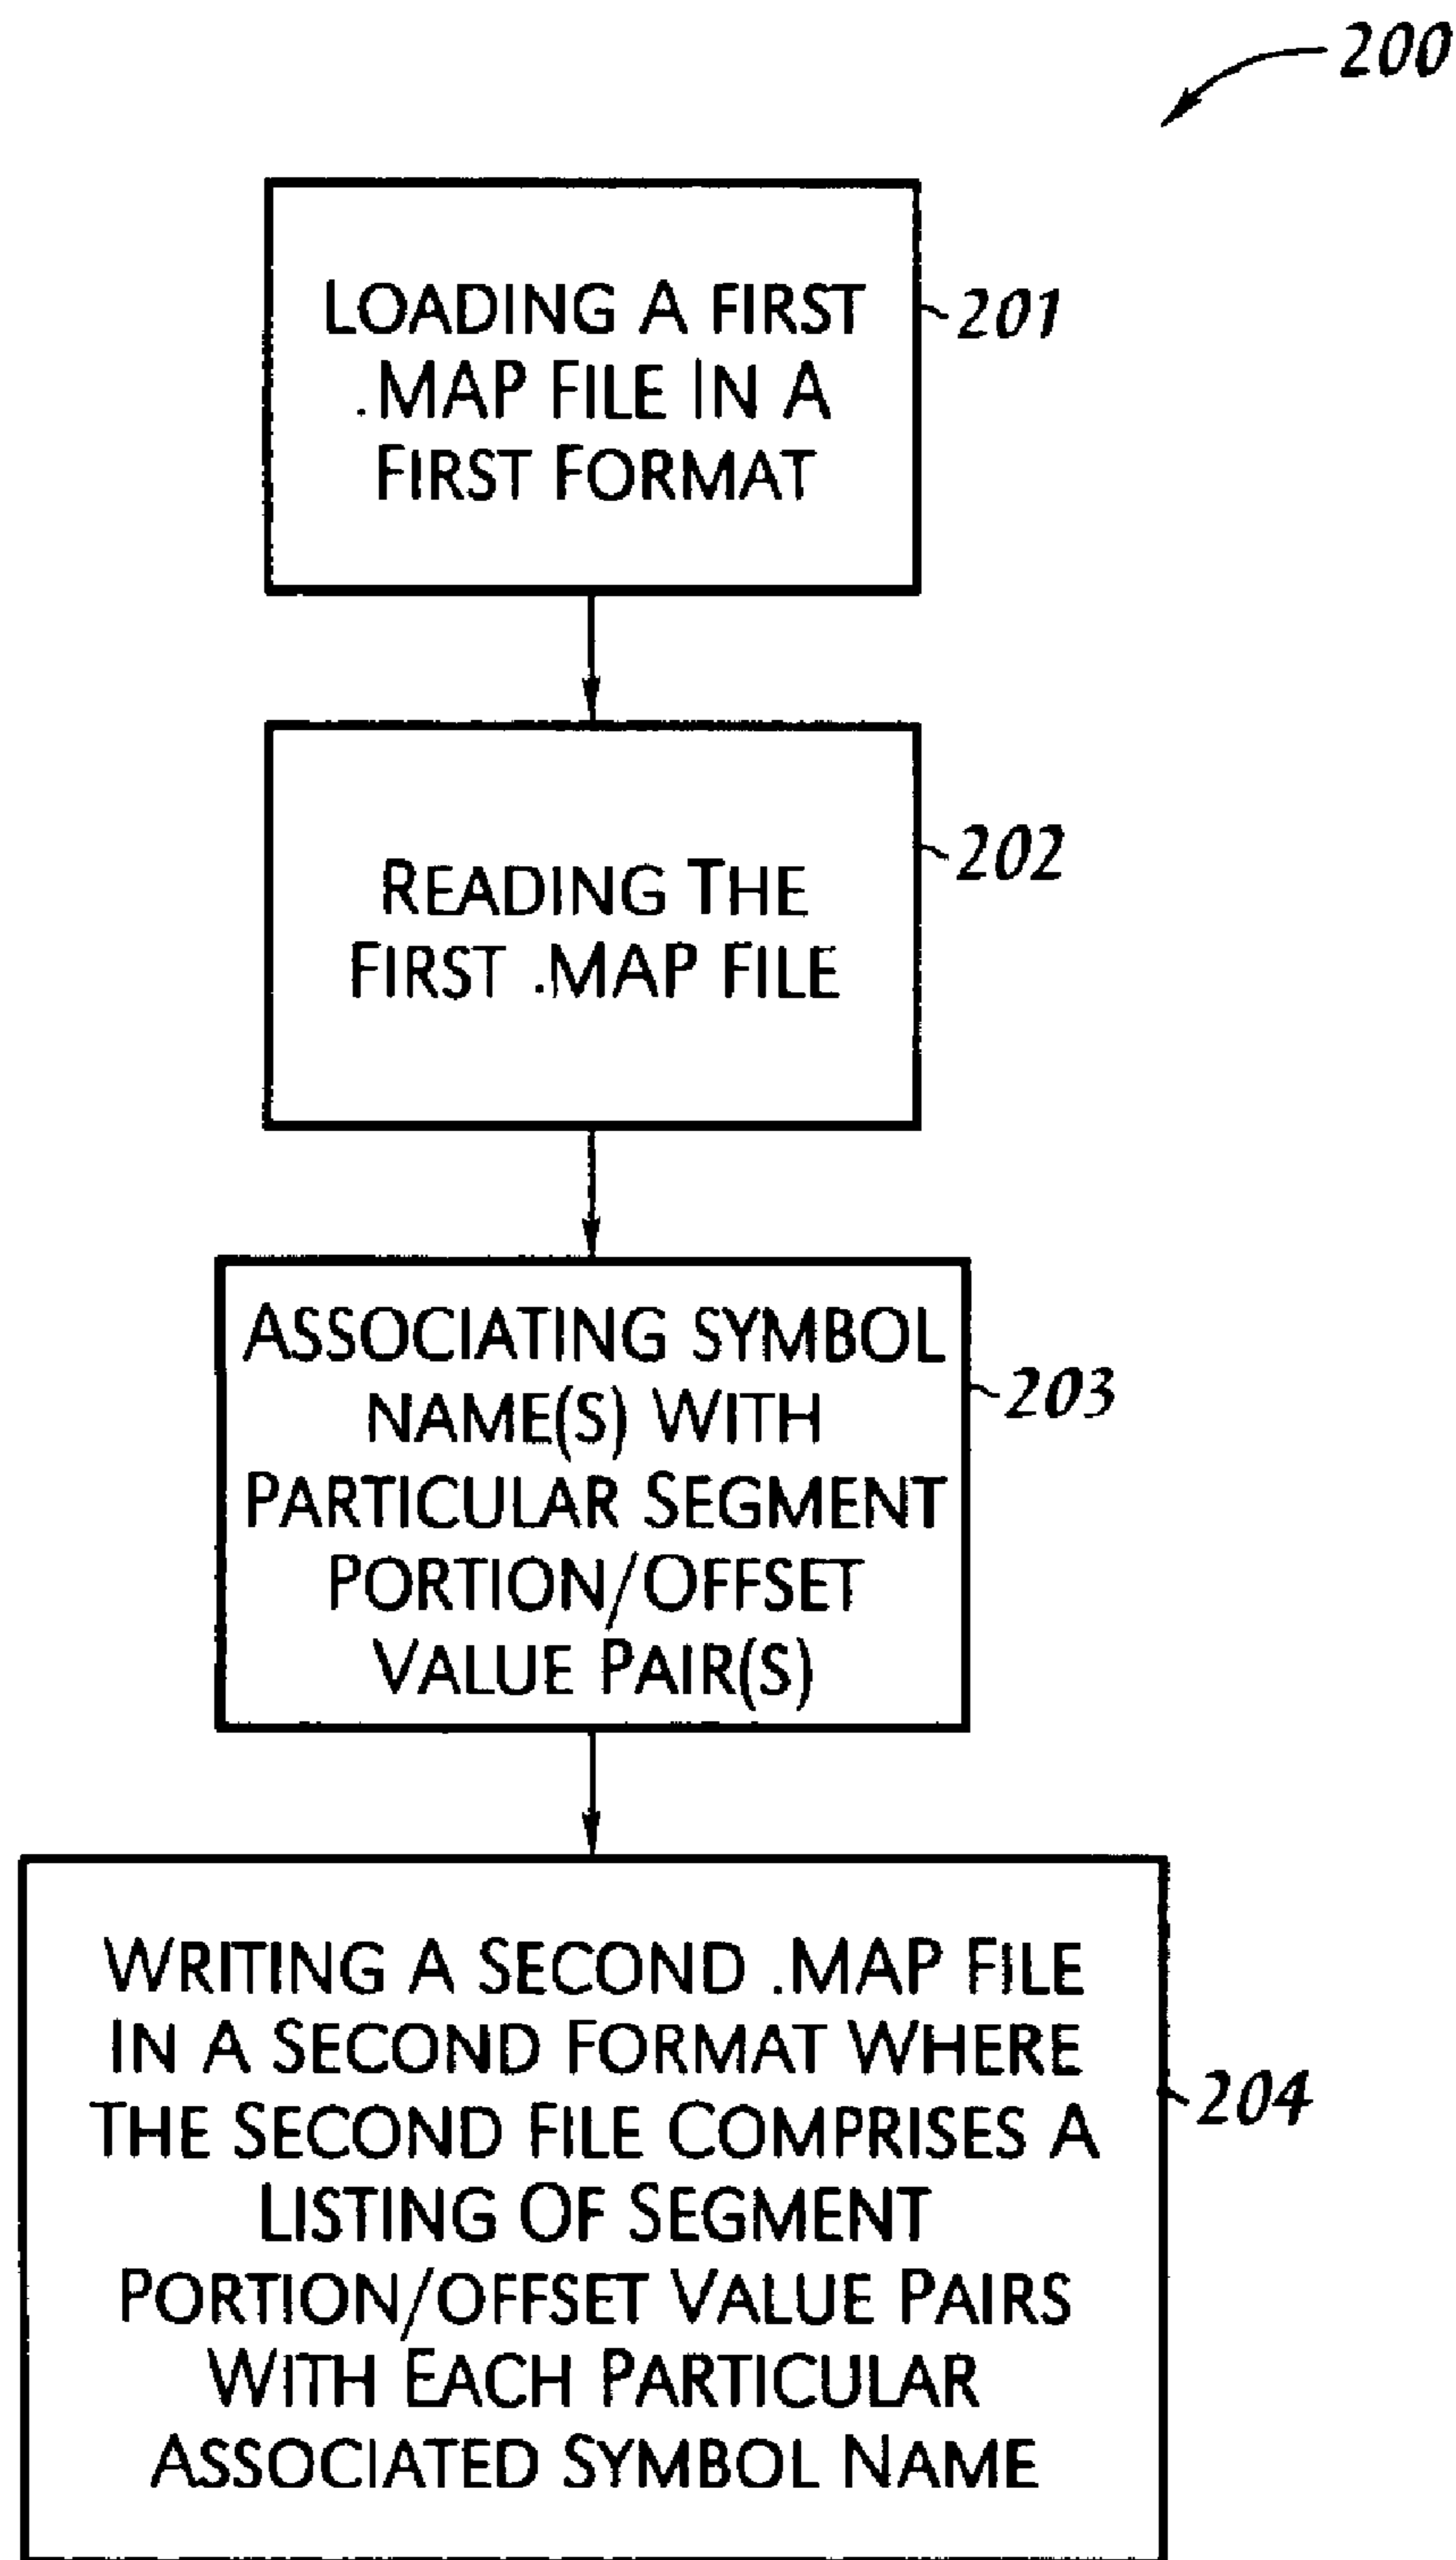 200
LOADING A FIRST
.MAP FILE IN A
FIRST FORMAT
201
READING THE
FIRST .MAP FILE
202
ASSOCIATING SYMBOL
NAME(S) WITH
PARTICULAR SEGMENT
PORTION/OFFSET
VALUE PAIR(S)
203
WRITING A SECOND .MAP FILE
IN A SECOND FORMAT WHERE
THE SECOND FILE COMPRISES A
LISTING OF SEGMENT
PORTION/OFFSET VALUE PAIRS
WITH EACH PARTICULAR
ASSOCIATED SYMBOL NAME
204